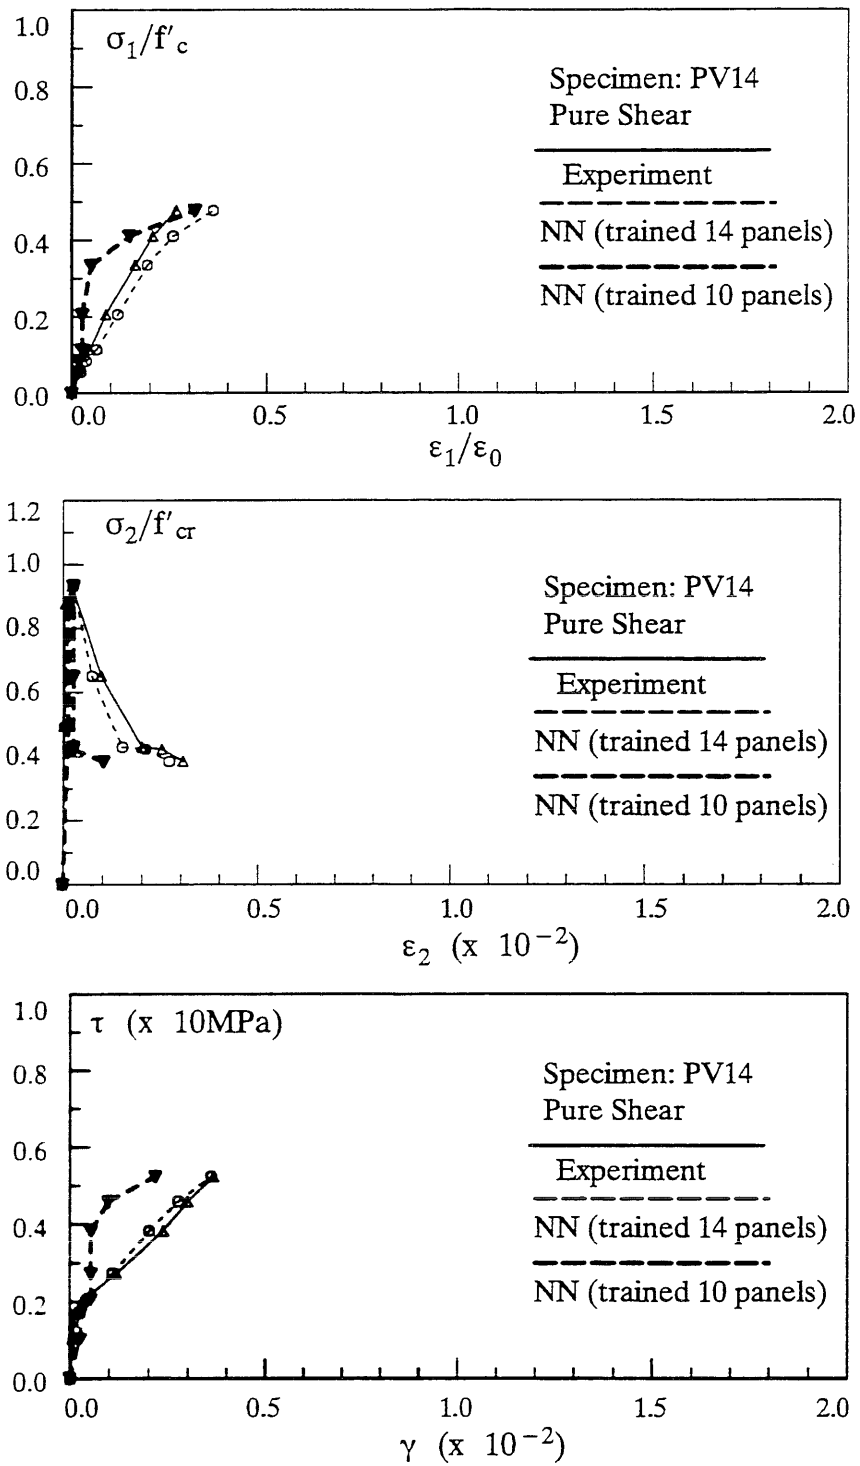 1.0
σ₁/f′c
0.8
0.6
0.4
0.2
0.0
Specimen: PV14
Pure Shear
Experiment
NN (trained 14 panels)
NN (trained 10 panels)
0.0 0.5 1.0 1.5 2.0
ε₁/ε₀
1.2
σ₂/f′cr
1.0
0.8
0.6
0.4
0.2
0.0
Specimen: PV14
Pure Shear
Experiment
NN (trained 14 panels)
NN (trained 10 panels)
0.0 0.5 1.0 1.5 2.0
ε₂ (x 10⁻²)
1.0
τ (x 10MPa)
0.8
0.6
0.4
0.2
0.0
Specimen: PV14
Pure Shear
Experiment
NN (trained 14 panels)
NN (trained 10 panels)
0.0 0.5 1.0 1.5 2.0
γ (x 10⁻²)